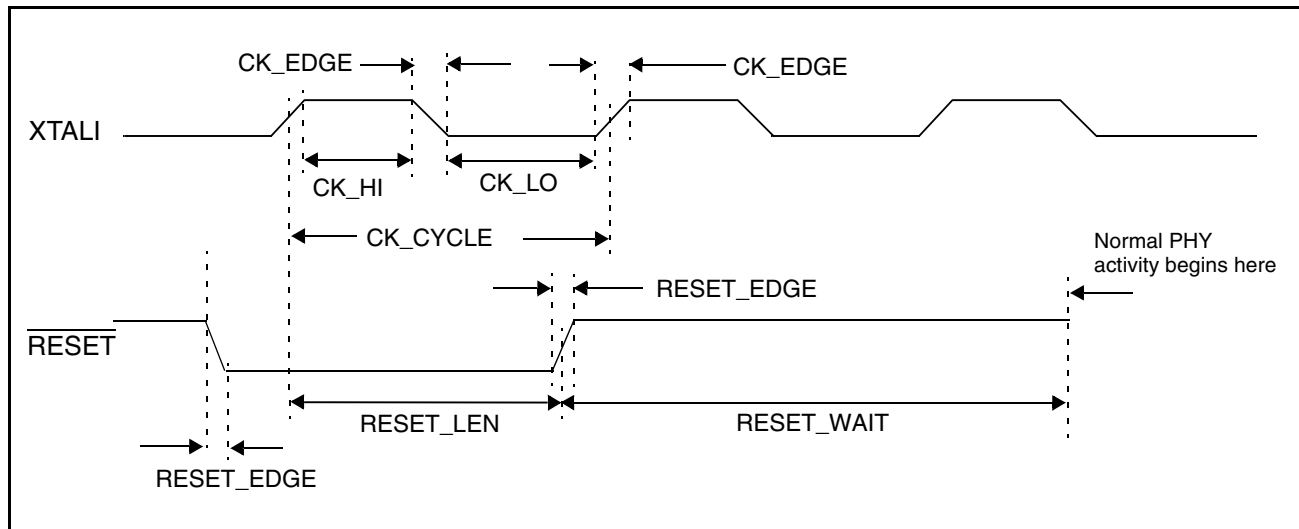 CK_EDGE
CK_EDGE
XTALI
CK_HI
CK_LO
CK_CYCLE
Normal PHY
activity begins here
RESET_EDGE
RESET
RESET_LEN
RESET_WAIT
RESET_EDGE